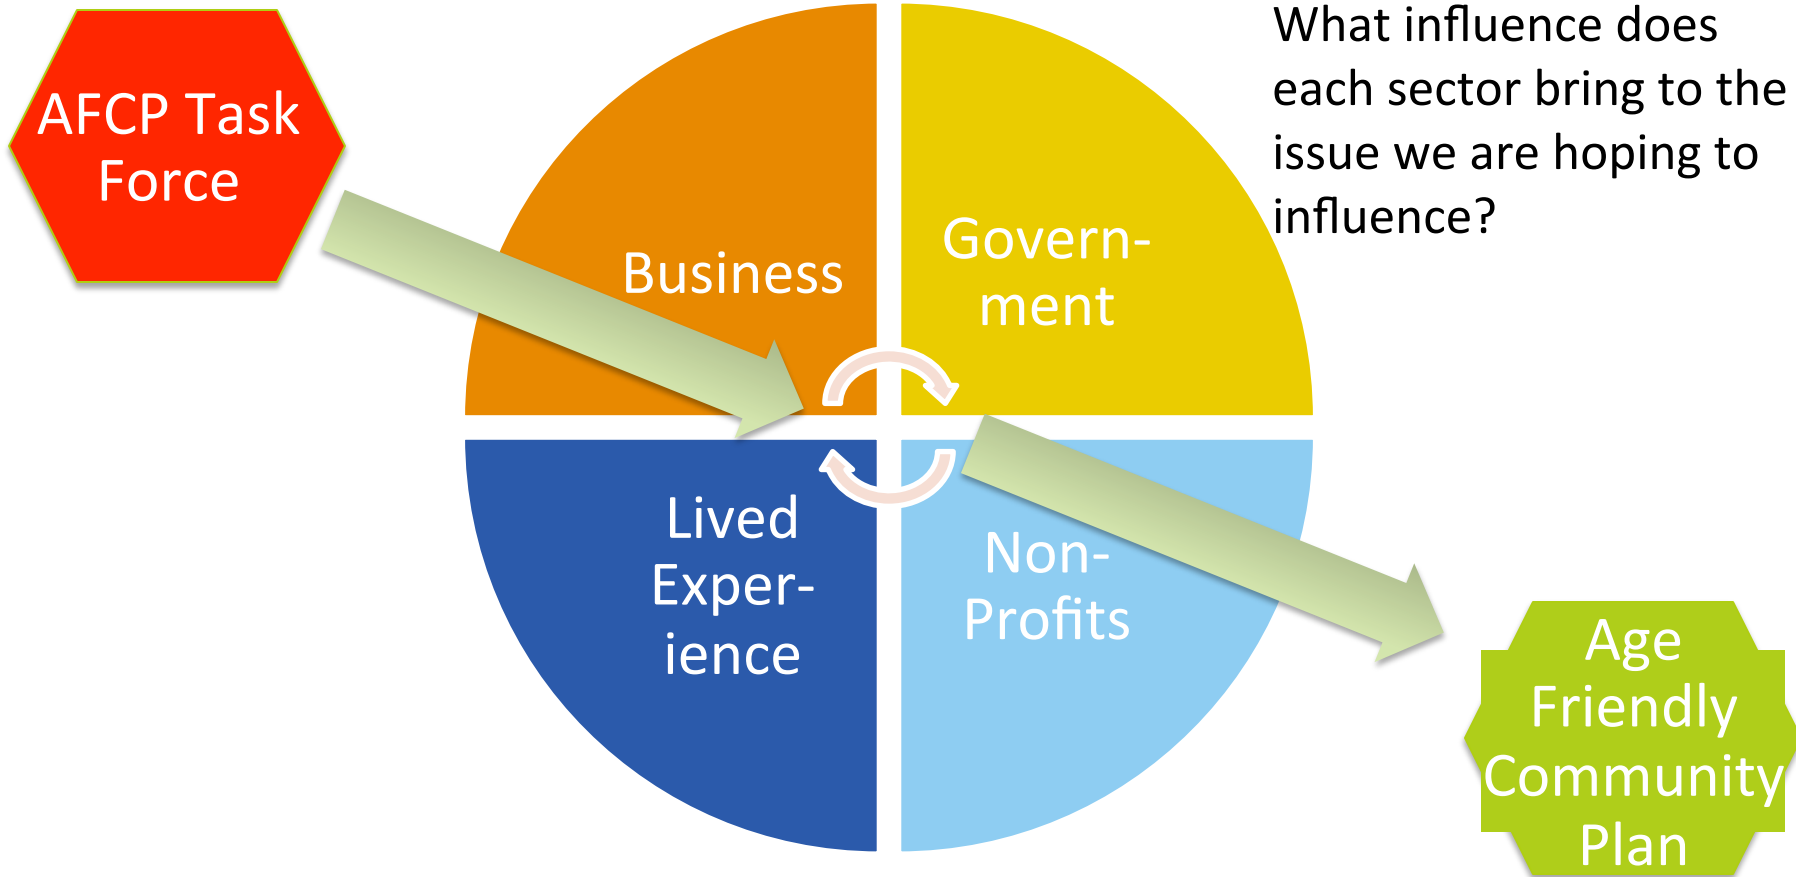 AFCP Task
Force
Business
Govern-
ment
What influence does
each sector bring to the
issue we are hoping to
influence?
Lived
Exper-
ience
Non-
Profits
Age
Friendly
Community
Plan